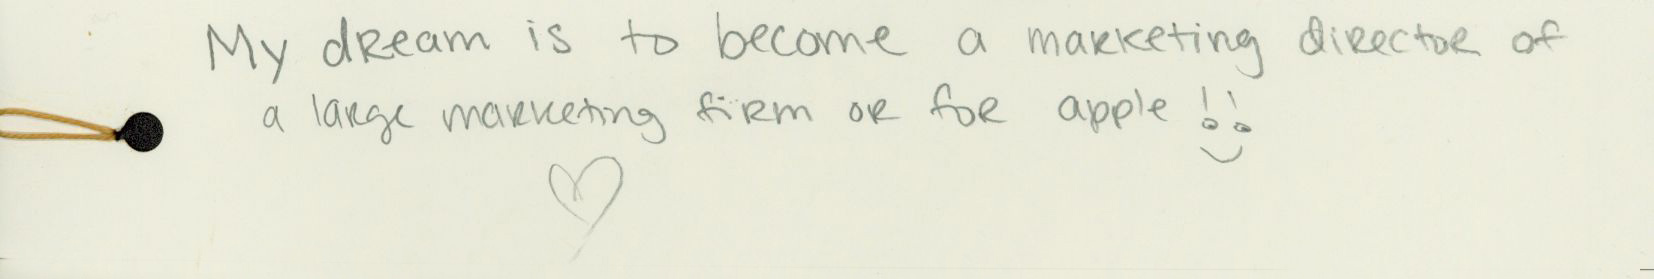 My dream is to become a marketing director of
a large marketing firm or for apple!!